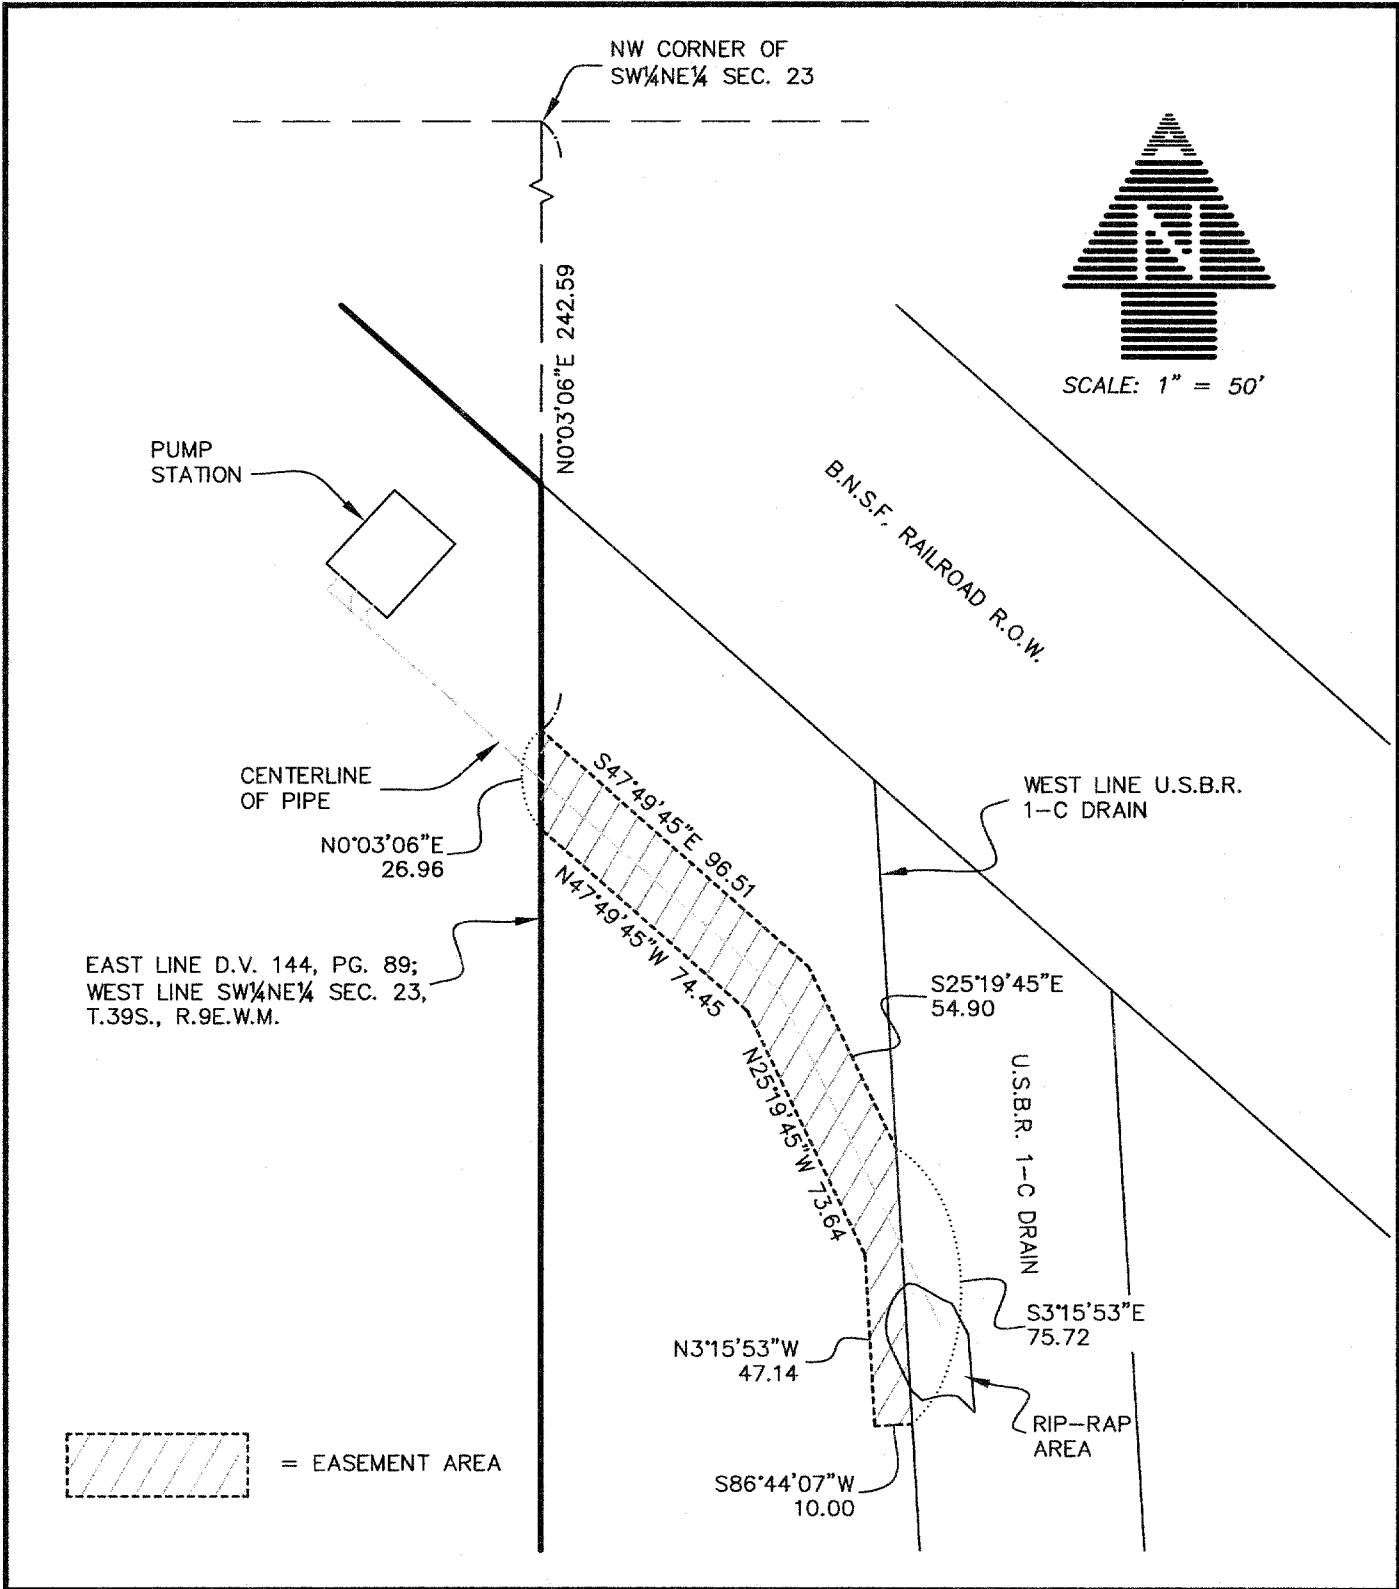 NW CORNER OF
SW¼NE¼ SEC. 23
N
SCALE: 1" = 50'
N0°03'06"E 242.59
PUMP
STATION
B.N.S.F. RAILROAD R.O.W.
CENTERLINE
OF PIPE
N0°03'06"E
26.96
S47°49'45"E 96.51
WEST LINE U.S.B.R.
1-C DRAIN
N47°49'45"W 74.45
EAST LINE D.V. 144, PG. 89;
WEST LINE SW¼NE¼ SEC. 23,
T.39S., R.9E.W.M.
S25°19'45"E
54.90
N25°19'45"W 73.64
U.S.B.R. 1-C DRAIN
S3°15'53"E
75.72
N3°15'53"W
47.14
RIP-RAP
AREA
= EASEMENT AREA
S86°44'07"W
10.00